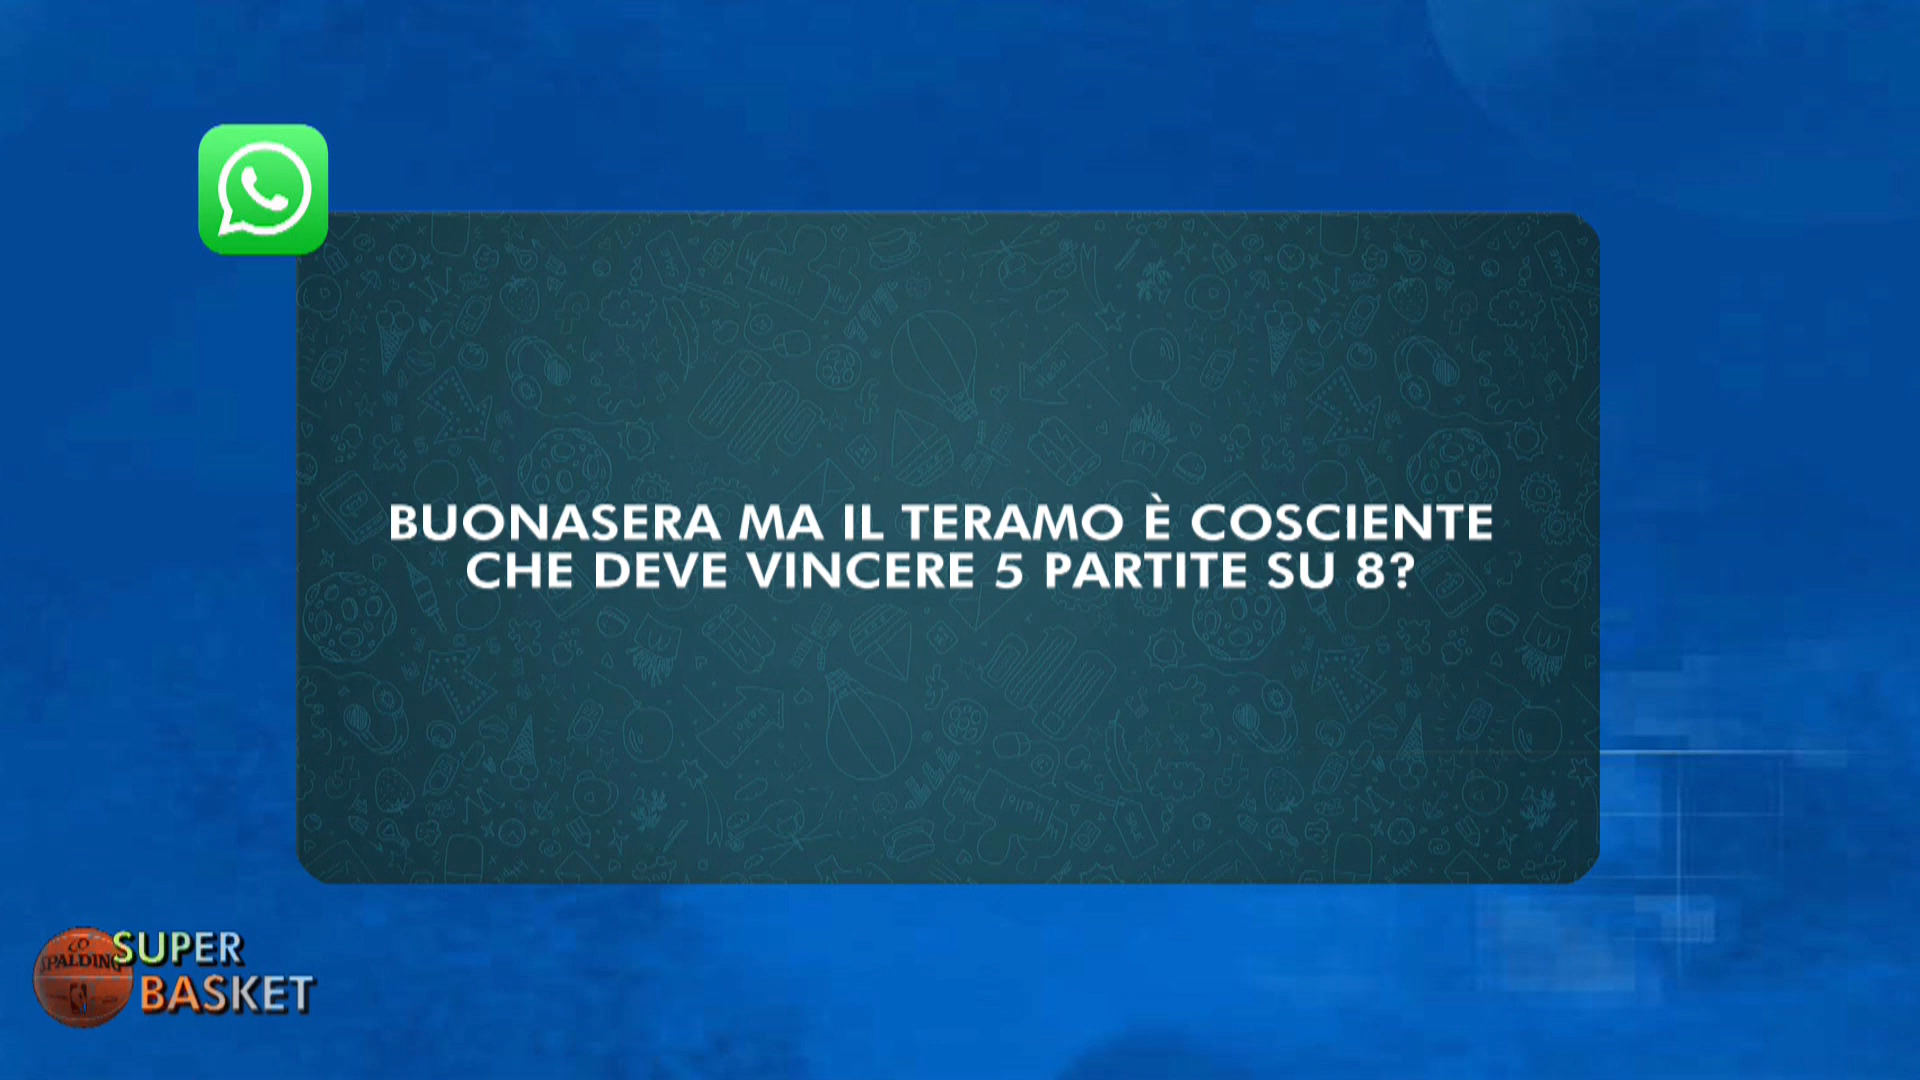 BUONASERA MA IL TERAMO È COSCIENTE
CHE DEVE VINCERE 5 PARTITE SU 8?
SPALDING
SUPER
BASKET